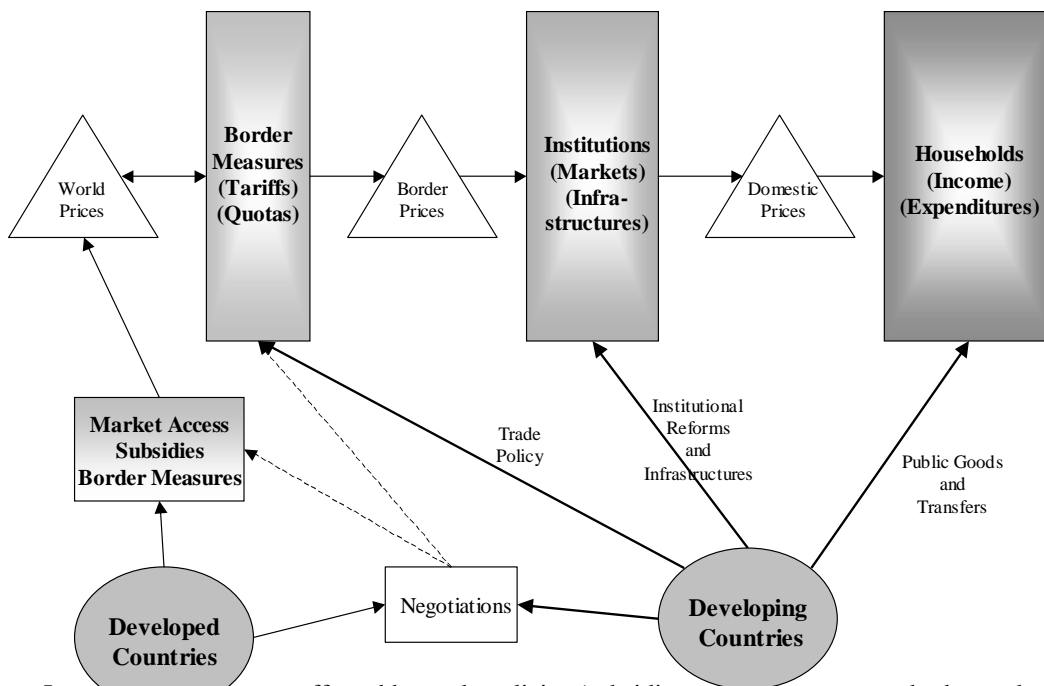 World
Prices
Border
Measures
(Tariffs)
(Quotas)
Border
Prices
Institutions
(Markets)
(Infra-
structures)
Domestic
Prices
Households
(Income)
(Expenditures)
Market Access
Subsidies
Border Measures
Trade
Policy
Institutional
Reforms
and
Infrastructures
Public Goods
and
Transfers
Developed
Countries
Negotiations
Developing
Countries